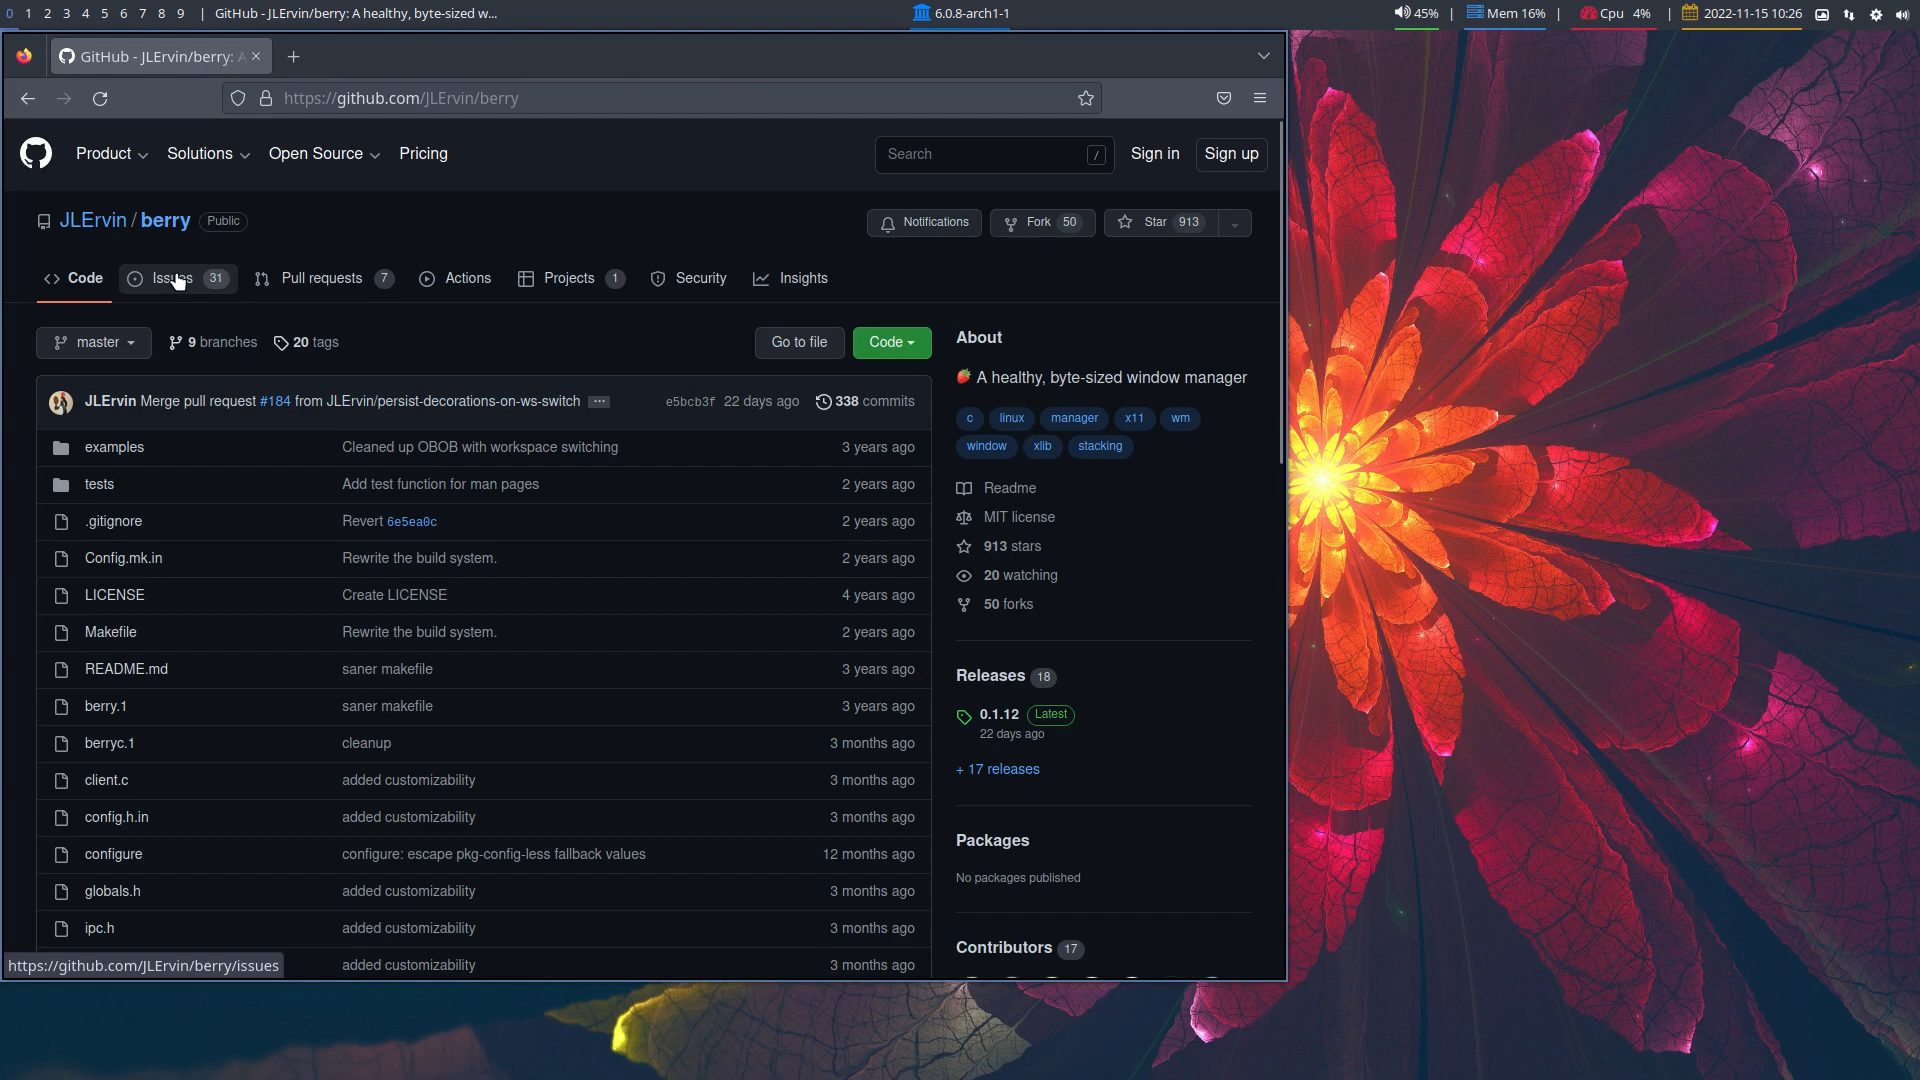 0 1 2 3 4 5 6 7 8 9 | GitHub - JLErvin/berry: A healthy, byte-sized w...
6.0.8-arch1-1
45% | Mem 16% | Cpu 4% | 2022-11-15 10:26
GitHub - JLErvin/berry: A
https://github.com/JLErvin/berry
Product Solutions Open Source Pricing
Search / Sign in Sign up
JLErvin / berry Public
Notifications Fork 50 Star 913
Code Issues 31 Pull requests 7 Actions Projects 1 Security Insights
master 9 branches 20 tags
Go to file Code
JLErvin Merge pull request #184 from JLErvin/persist-decorations-on-ws-switch ... e5bcb3f 22 days ago 338 commits
examples Cleaned up OBOB with workspace switching 3 years ago
tests Add test function for man pages 2 years ago
.gitignore Revert 6e5ea0c 2 years ago
Config.mk.in Rewrite the build system. 2 years ago
LICENSE Create LICENSE 4 years ago
Makefile Rewrite the build system. 2 years ago
README.md saner makefile 3 years ago
berry.1 saner makefile 3 years ago
berryc.1 cleanup 3 months ago
client.c added customizability 3 months ago
config.h.in added customizability 3 months ago
configure configure: escape pkg-config-less fallback values 12 months ago
globals.h added customizability 3 months ago
ipc.h added customizability 3 months ago
added customizability 3 months ago
About
A healthy, byte-sized window manager
c linux manager x11 wm
window xlib stacking
Readme
MIT license
913 stars
20 watching
50 forks
Releases 18
0.1.12 Latest
22 days ago
+ 17 releases
Packages
No packages published
Contributors 17
https://github.com/JLErvin/berry/issues